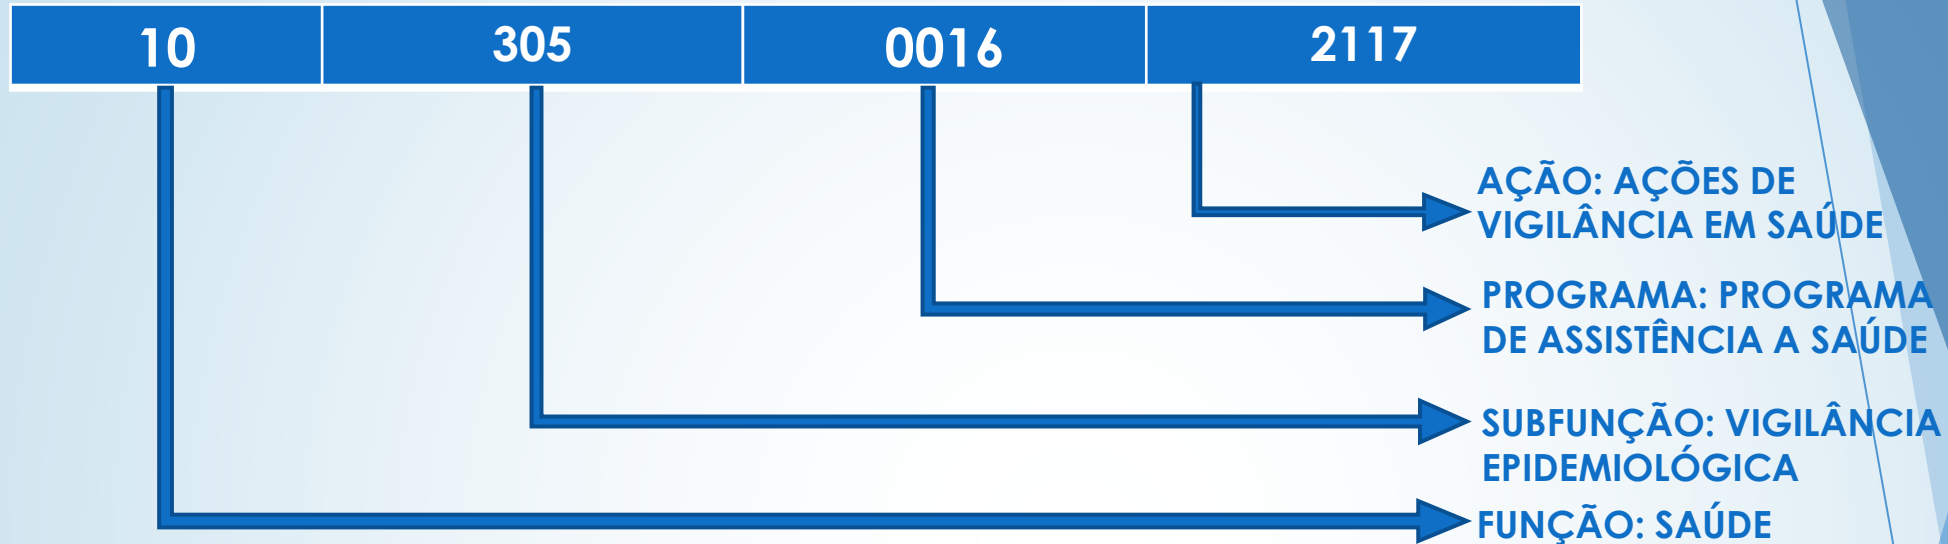 10 305 0016 2117
AÇÃO: AÇÕES DE
VIGILÂNCIA EM SAÚDE
PROGRAMA: PROGRAMA
DE ASSISTÊNCIA A SAÚDE
SUBFUNÇÃO: VIGILÂNCIA
EPIDEMIOLÓGICA
FUNÇÃO: SAÚDE